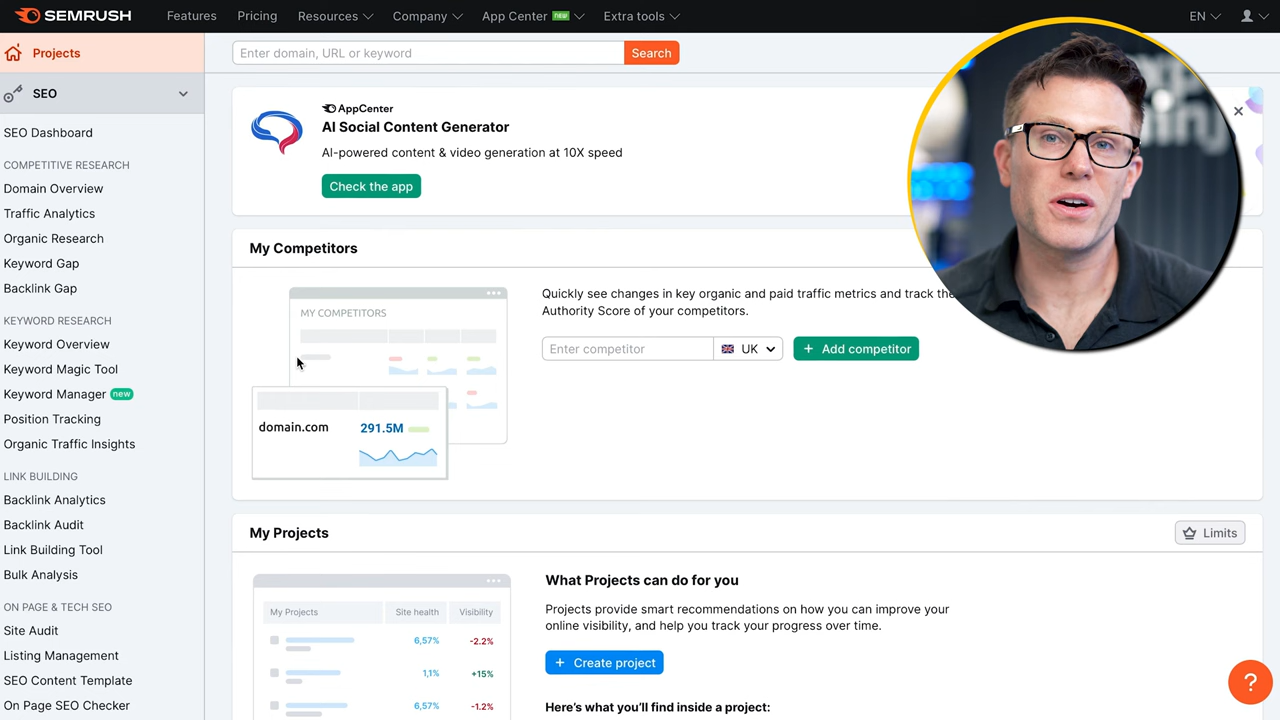 SEMRUSH
Features
Pricing
Resources
Company
App Center new
Extra tools
EN
Projects
Enter domain, URL or keyword
Search
SEO
SEO Dashboard
COMPETITIVE RESEARCH
Domain Overview
Traffic Analytics
Organic Research
Keyword Gap
Backlink Gap
KEYWORD RESEARCH
Keyword Overview
Keyword Magic Tool
Keyword Manager new
Position Tracking
Organic Traffic Insights
LINK BUILDING
Backlink Analytics
Backlink Audit
Link Building Tool
Bulk Analysis
ON PAGE & TECH SEO
Site Audit
Listing Management
SEO Content Template
On Page SEO Checker
AppCenter
AI Social Content Generator
AI-powered content & video generation at 10X speed
Check the app
My Competitors
MY COMPETITORS
domain.com 291.5M
Quickly see changes in key organic and paid traffic metrics and track the
Authority Score of your competitors.
Enter competitor
UK
+ Add competitor
My Projects
Limits
My Projects Site health Visibility
6,57% -2.2%
1,1% +15%
6,57% -1.2%
What Projects can do for you
Projects provide smart recommendations on how you can improve your
online visibility, and help you track your progress over time.
+ Create project
Here's what you'll find inside a project:
?